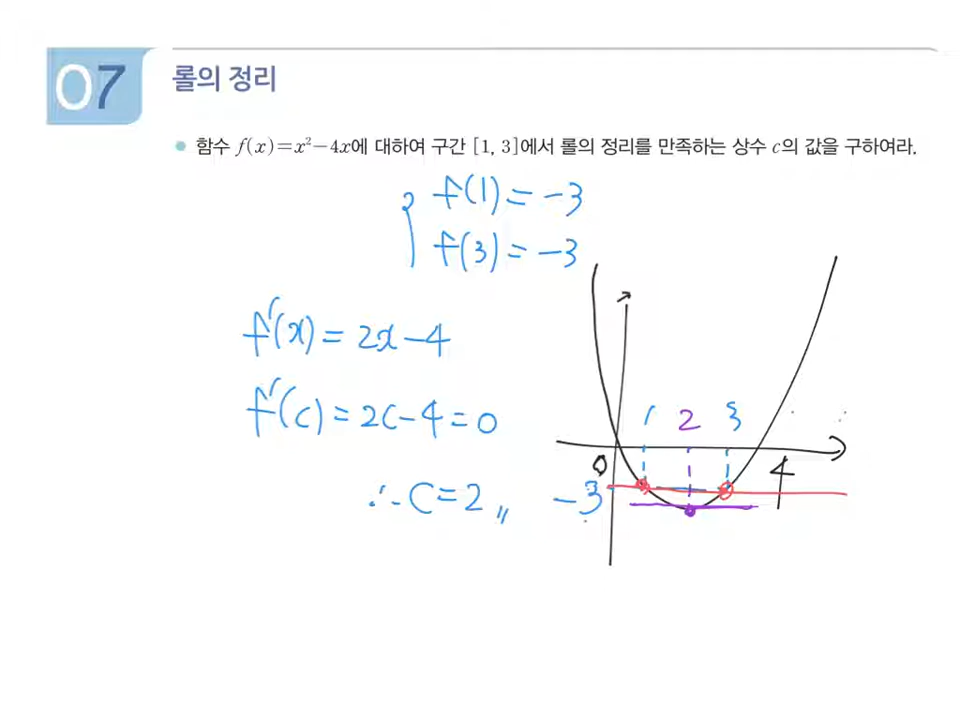 07 롤의 정리
함수 f(x)=x²−4x에 대하여 구간 [1, 3]에서 롤의 정리를 만족하는 상수 c의 값을 구하여라.
f(1) = −3
f(3) = −3
f'(x) = 2x − 4
f'(c) = 2c − 4 = 0
∴ C = 2 〃
1 2 3
0 4
−3